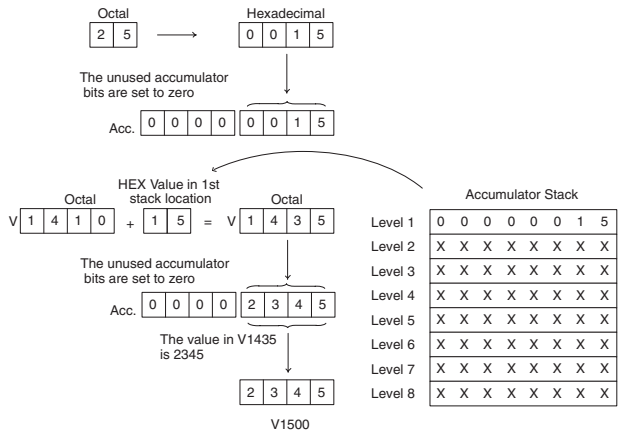 Octal
Hexadecimal
2 5
0 0 1 5
The unused accumulator
bits are set to zero
Acc. 0 0 0 0 0 0 1 5
HEX Value in 1st
stack location
Octal
Octal
V 1 4 1 0 + 1 5 = V 1 4 3 5
The unused accumulator
bits are set to zero
Acc. 0 0 0 0 2 3 4 5
The value in V1435
is 2345
2 3 4 5
V1500
Accumulator Stack
Level 1 0 0 0 0 0 0 1 5
Level 2 X X X X X X X X
Level 3 X X X X X X X X
Level 4 X X X X X X X X
Level 5 X X X X X X X X
Level 6 X X X X X X X X
Level 7 X X X X X X X X
Level 8 X X X X X X X X